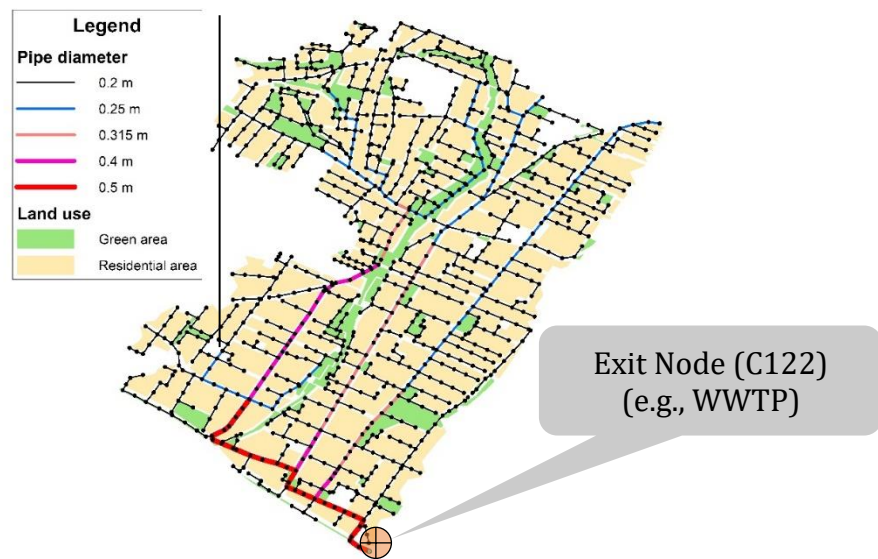 Legend
Pipe diameter
0.2 m
0.25 m
0.315 m
0.4 m
0.5 m
Land use
Green area
Residential area
Exit Node (C122)
(e.g., WWTP)